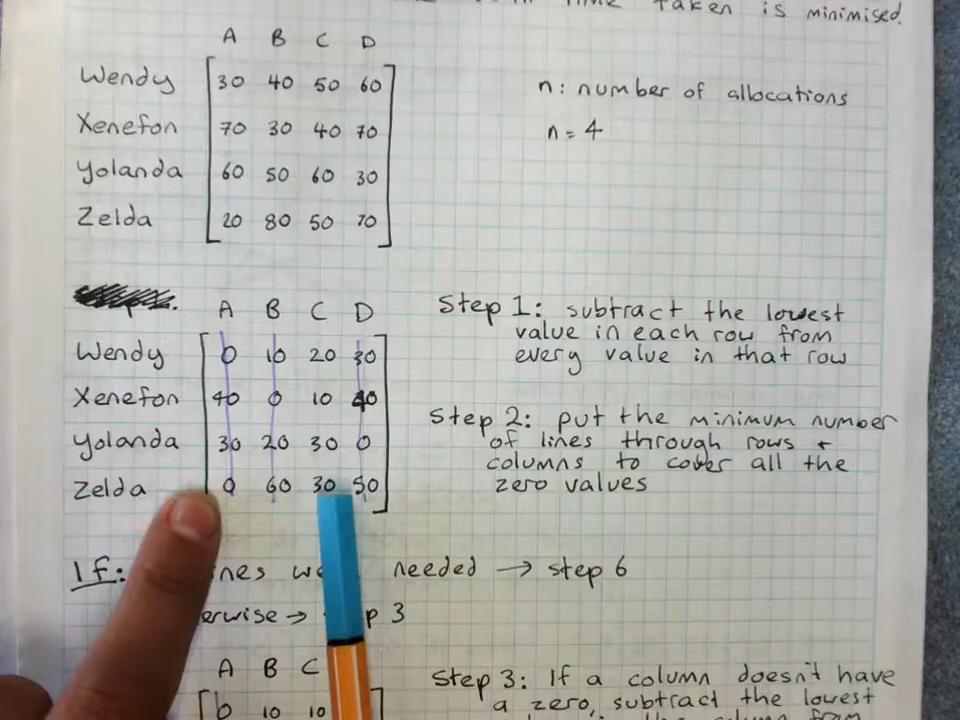 taken is minimised.
A B C D
Wendy 30 40 50 60
Xenefon 70 30 40 70
Yolanda 60 50 60 30
Zelda 20 80 50 70
n: number of allocations
n = 4
A B C D
Wendy 0 10 20 30
Xenefon 40 0 10 40
Yolanda 30 20 30 0
Zelda 0 60 30 50
Step 1: subtract the lowest
value in each row from
every value in that row
Step 2: put the minimum number
of lines through rows +
columns to cover all the
zero values
If: needed → step 6
→ 3
A B C
0 10 10
Step 3: If a column doesn't have
a zero, subtract the lowest